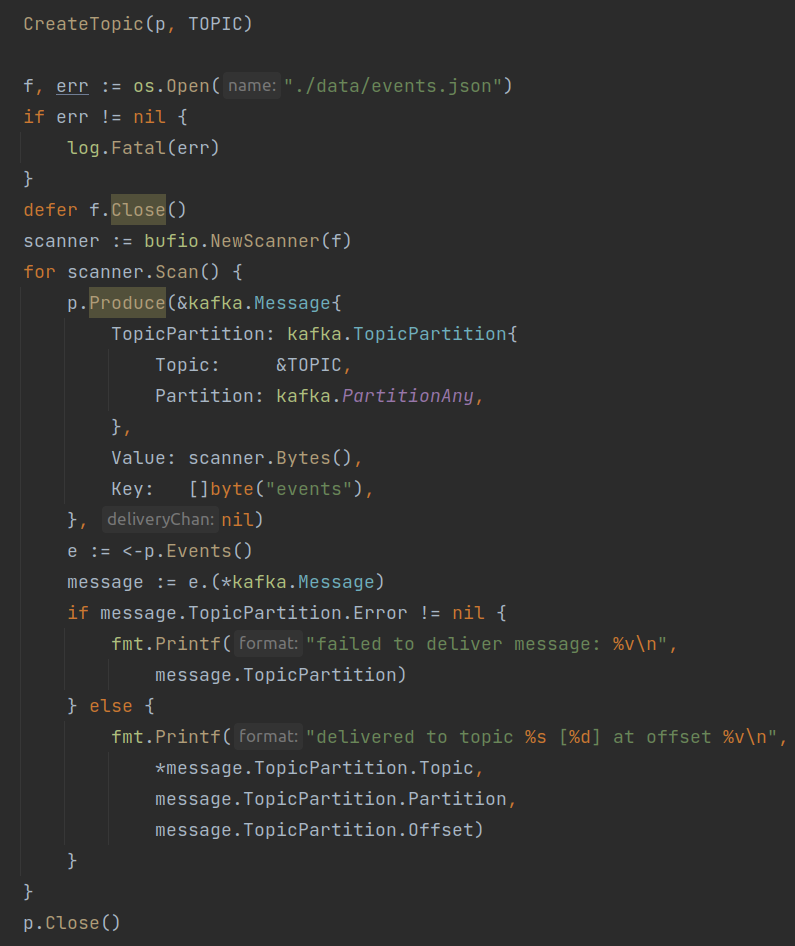 CreateTopic(p, TOPIC)
f, err := os.Open( name: "./data/events.json")
if err != nil {
log.Fatal(err)
}
defer f.Close()
scanner := bufio.NewScanner(f)
for scanner.Scan() {
p.Produce(&kafka.Message{
TopicPartition: kafka.TopicPartition{
Topic:     &TOPIC,
Partition: kafka.PartitionAny,
},
Value: scanner.Bytes(),
Key:   []byte("events"),
}, deliveryChan: nil)
e := <-p.Events()
message := e.(*kafka.Message)
if message.TopicPartition.Error != nil {
fmt.Printf( format: "failed to deliver message: %v\n",
message.TopicPartition)
} else {
fmt.Printf( format: "delivered to topic %s [%d] at offset %v\n",
*message.TopicPartition.Topic,
message.TopicPartition.Partition,
message.TopicPartition.Offset)
}
}
p.Close()